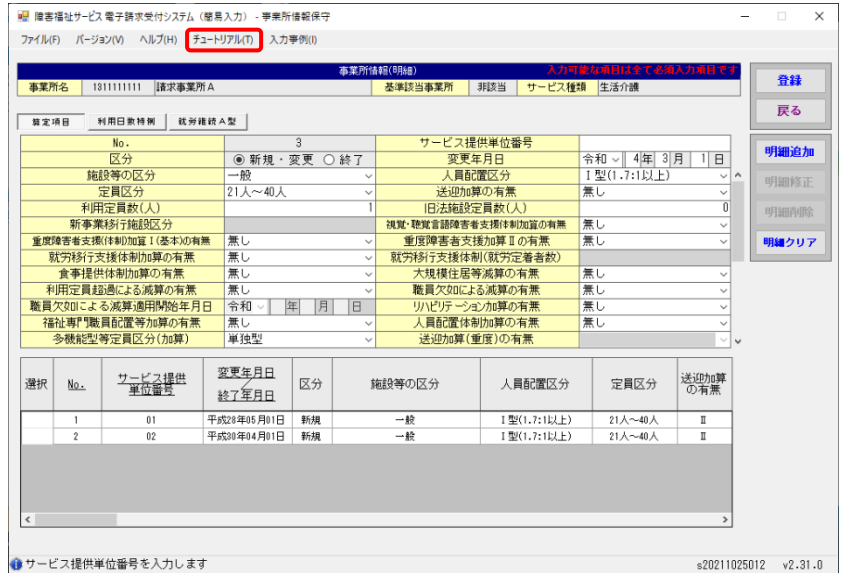 障害福祉サービス 電子請求受付システム（簡易入力） - 事業所情報保守
ファイル(F) バージョン(V) ヘルプ(H) チュートリアル(T) 入力事例(I)
事業所情報(明細) 入力可能な項目は全て必須入力項目です
事業所名 1311111111 請求事業所A 基準該当事業所 非該当 サービス種類 生活介護
登録
戻る
算定項目 利用日数特例 就労継続A型
No. 3 サービス提供単位番号
区分 新規・変更 終了 変更年月日 令和 4年 3月 1日
施設等の区分 一般 人員配置区分 I型(1.7:1以上)
定員区分 21人～40人 送迎加算の有無 無し
利用定員数(人) 1 旧法施設定員数(人) 0
新事業移行施設区分 視覚・聴覚言語障害者支援体制加算の有無 無し
重度障害者支援(体制)加算I(基本)の有無 無し 重度障害者支援加算IIの有無 無し
就労移行支援体制加算の有無 無し 就労移行支援体制(就労定着者数)
食事提供体制加算の有無 無し 大規模住居等減算の有無 無し
利用定員超過による減算の有無 無し 職員欠如による減算の有無 無し
職員欠如による減算適用開始年月日 令和 年 月 日 リハビリテーション加算の有無 無し
福祉専門職員配置等加算の有無 無し 人員配置体制加算の有無 無し
多機能型等定員区分(加算) 単独型 送迎加算(重度)の有無
明細追加
明細修正
明細削除
明細クリア
選択 No. サービス提供単位番号 変更年月日/終了年月日 区分 施設等の区分 人員配置区分 定員区分 送迎加算の有無
1 01 平成28年05月01日 新規 一般 I型(1.7:1以上) 21人～40人 II
2 02 平成30年04月01日 新規 一般 I型(1.7:1以上) 21人～40人 II
サービス提供単位番号を入力します s20211025012 v2.31.0